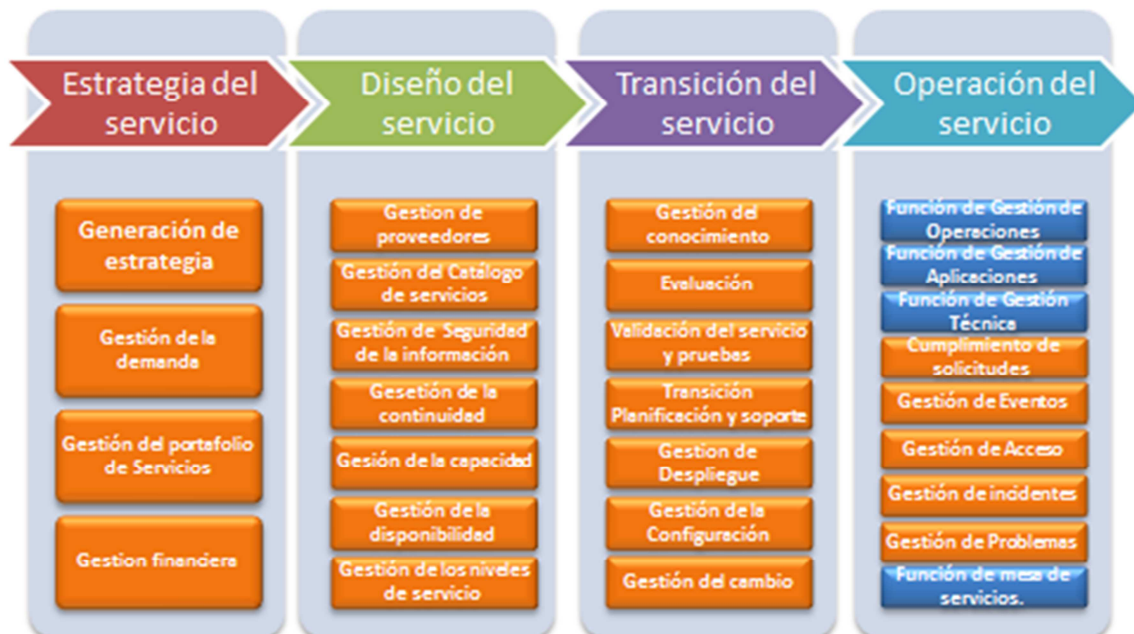 Estrategia del
servicio
Generación de
estrategia
Gestión de la
demanda
Gestión del portafolio
de Servicios
Gestion financiera
Diseño del
servicio
Gestion de
proveedores
Gestión del Catálogo
de servicios
Gestión de Seguridad
de la información
Gesetión de la
continuidad
Gesión de la capacidad
Gestión de la
disponibilidad
Gestión de los niveles
de servicio
Transición del
servicio
Gestión del
conocimiento
Evaluación
Validación del servicio
y pruebas
Transición
Planificación y soporte
Gestion de
Despliegue
Gestión de la
Configuración
Gestión del cambio
Operación del
servicio
Función de Gestión de
Operaciones
Función de Gestión de
Aplicaciones
Función de Gestión
Técnica
Cumplimiento de
solicitudes
Gestión de Eventos
Gestión de Acceso
Gestión de incidentes
Gestión de Problemas
Función de mesa de
servicios.